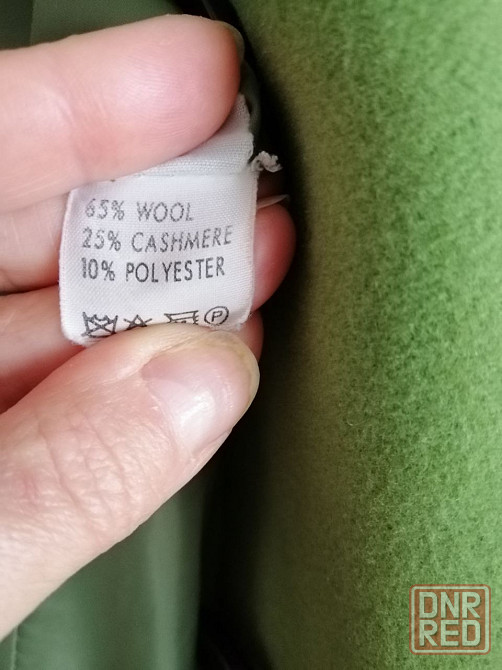 65% WOOL
25% CASHMERE
10% POLYESTER
P
DNR
RED